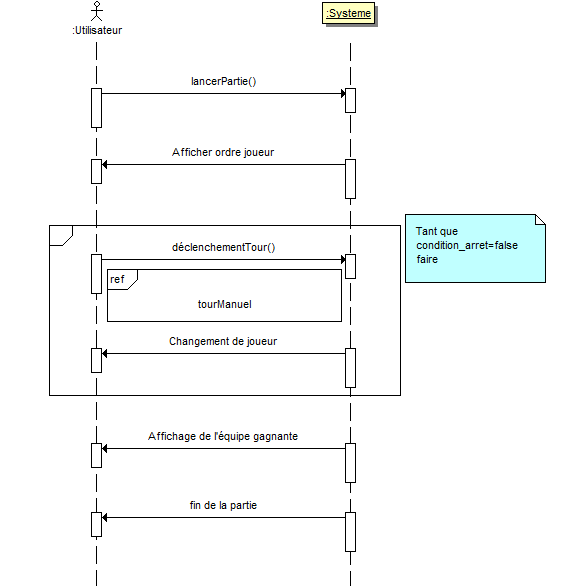 :Utilisateur
:Systeme
lancerPartie()
Afficher ordre joueur
Tant que
condition_arret=false
faire
déclenchementTour()
ref
tourManuel
Changement de joueur
Affichage de l'équipe gagnante
fin de la partie